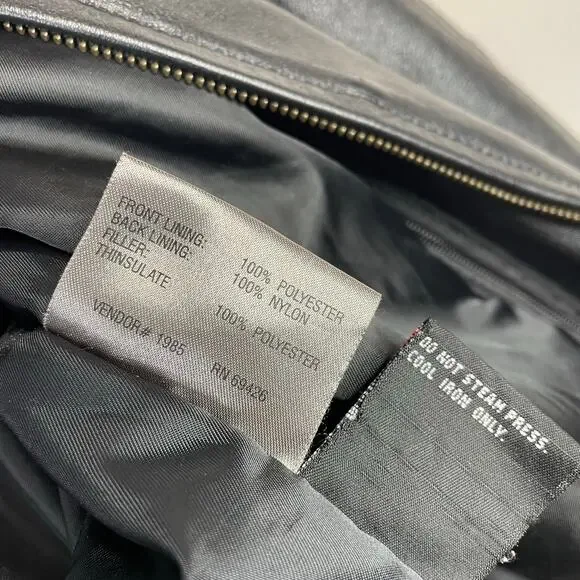 FRONT LINING: 100% POLYESTER
BACK LINING: 100% NYLON
FILLER:
THINSULATE 100% POLYESTER
VENDOR# 1985 RN 69426
DO NOT STEAM PRESS.
COOL IRON ONLY.